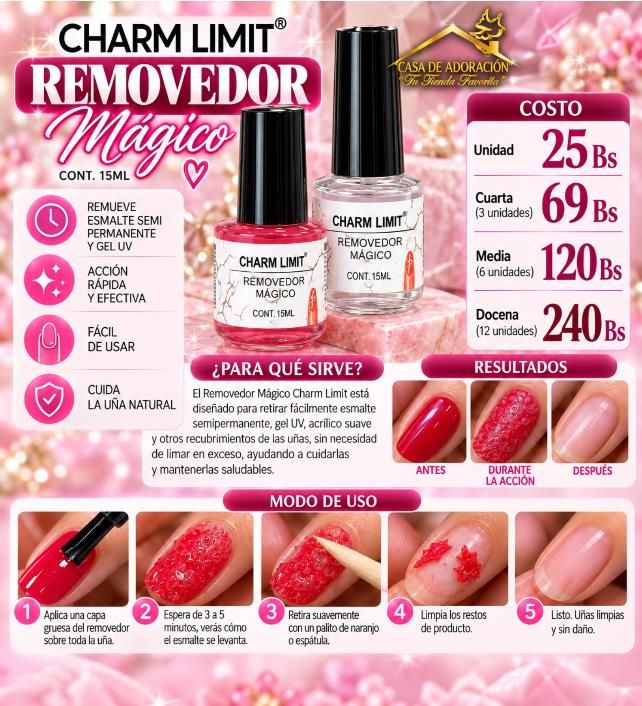 CHARM LIMIT®
REMOVEDOR
Mágico
CONT. 15ML
CASA DE ADORACIÓN
"Tu Tienda Favorita"
COSTO
Unidad 25 Bs
Cuarta
(3 unidades) 69 Bs
Media
(6 unidades) 120 Bs
Docena
(12 unidades) 240 Bs
REMUEVE
ESMALTE SEMI
PERMANENTE
Y GEL UV
ACCIÓN
RÁPIDA
Y EFECTIVA
FÁCIL
DE USAR
CUIDA
LA UÑA NATURAL
CHARM LIMIT®
REMOVEDOR
MÁGICO
CONT. 15ML
CHARM LIMIT®
REMOVEDOR
MÁGICO
CONT. 15ML
¿PARA QUÉ SIRVE?
El Removedor Mágico Charm Limit está
diseñado para retirar fácilmente esmalte
semipermanente, gel UV, acrílico suave
y otros recubrimientos de las uñas, sin necesidad
de limar en exceso, ayudando a cuidarlas
y mantenerlas saludables.
RESULTADOS
ANTES
DURANTE
LA ACCIÓN
DESPUÉS
MODO DE USO
1 Aplica una capa
gruesa del removedor
sobre toda la uña.
2 Espera de 3 a 5
minutos, verás cómo
el esmalte se levanta.
3 Retira suavemente
con un palito de naranjo
o espátula.
4 Limpia los restos
de producto.
5 Listo. Uñas limpias
y sin daño.